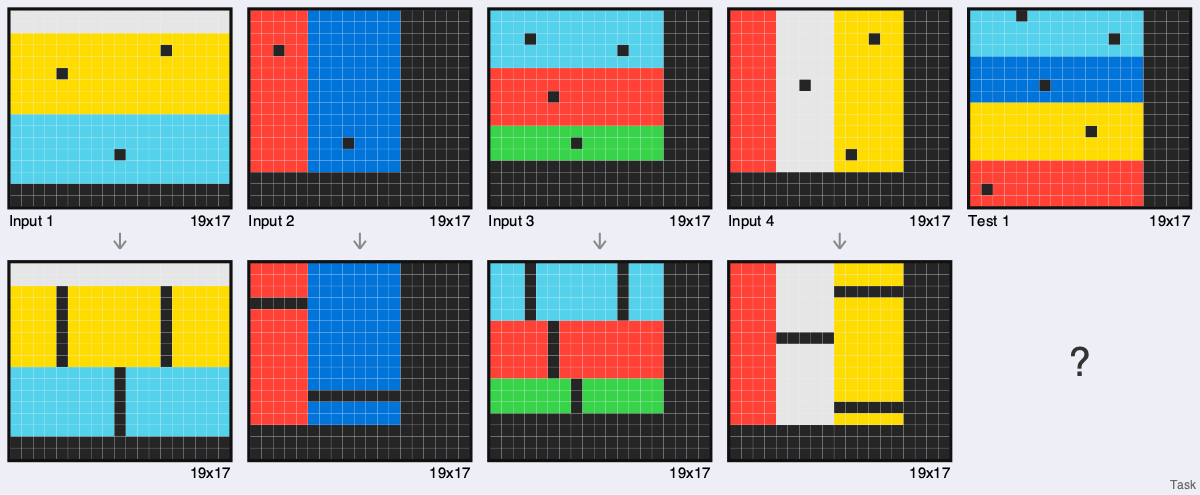 Input 1 19x17
Input 2 19x17
Input 3 19x17
Input 4 19x17
Test 1 19x17
?
19x17
19x17
19x17
19x17
Task